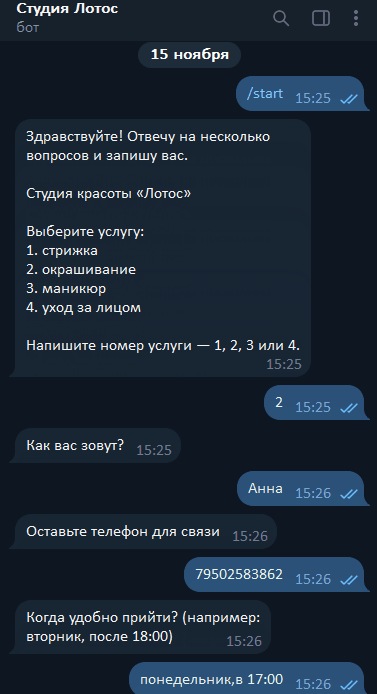 Студия Лотос
бот
15 ноября
/start 15:25
Здравствуйте! Отвечу на несколько
вопросов и запишу вас.
Студия красоты «Лотос»
Выберите услугу:
1. стрижка
2. окрашивание
3. маникюр
4. уход за лицом
Напишите номер услуги — 1, 2, 3 или 4.
15:25
2 15:25
Как вас зовут? 15:25
Анна 15:26
Оставьте телефон для связи 15:26
79502583862 15:26
Когда удобно прийти? (например:
вторник, после 18:00) 15:26
понедельник,в 17:00 15:26